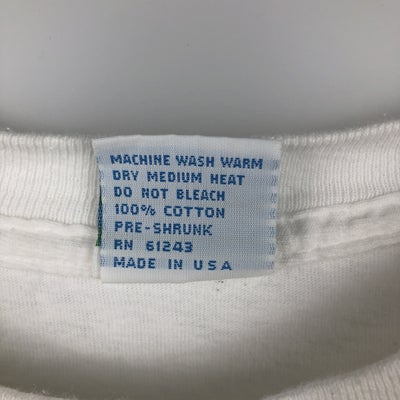 MACHINE WASH WARM
DRY MEDIUM HEAT
DO NOT BLEACH
100% COTTON
PRE-SHRUNK
RN 61243
MADE IN USA